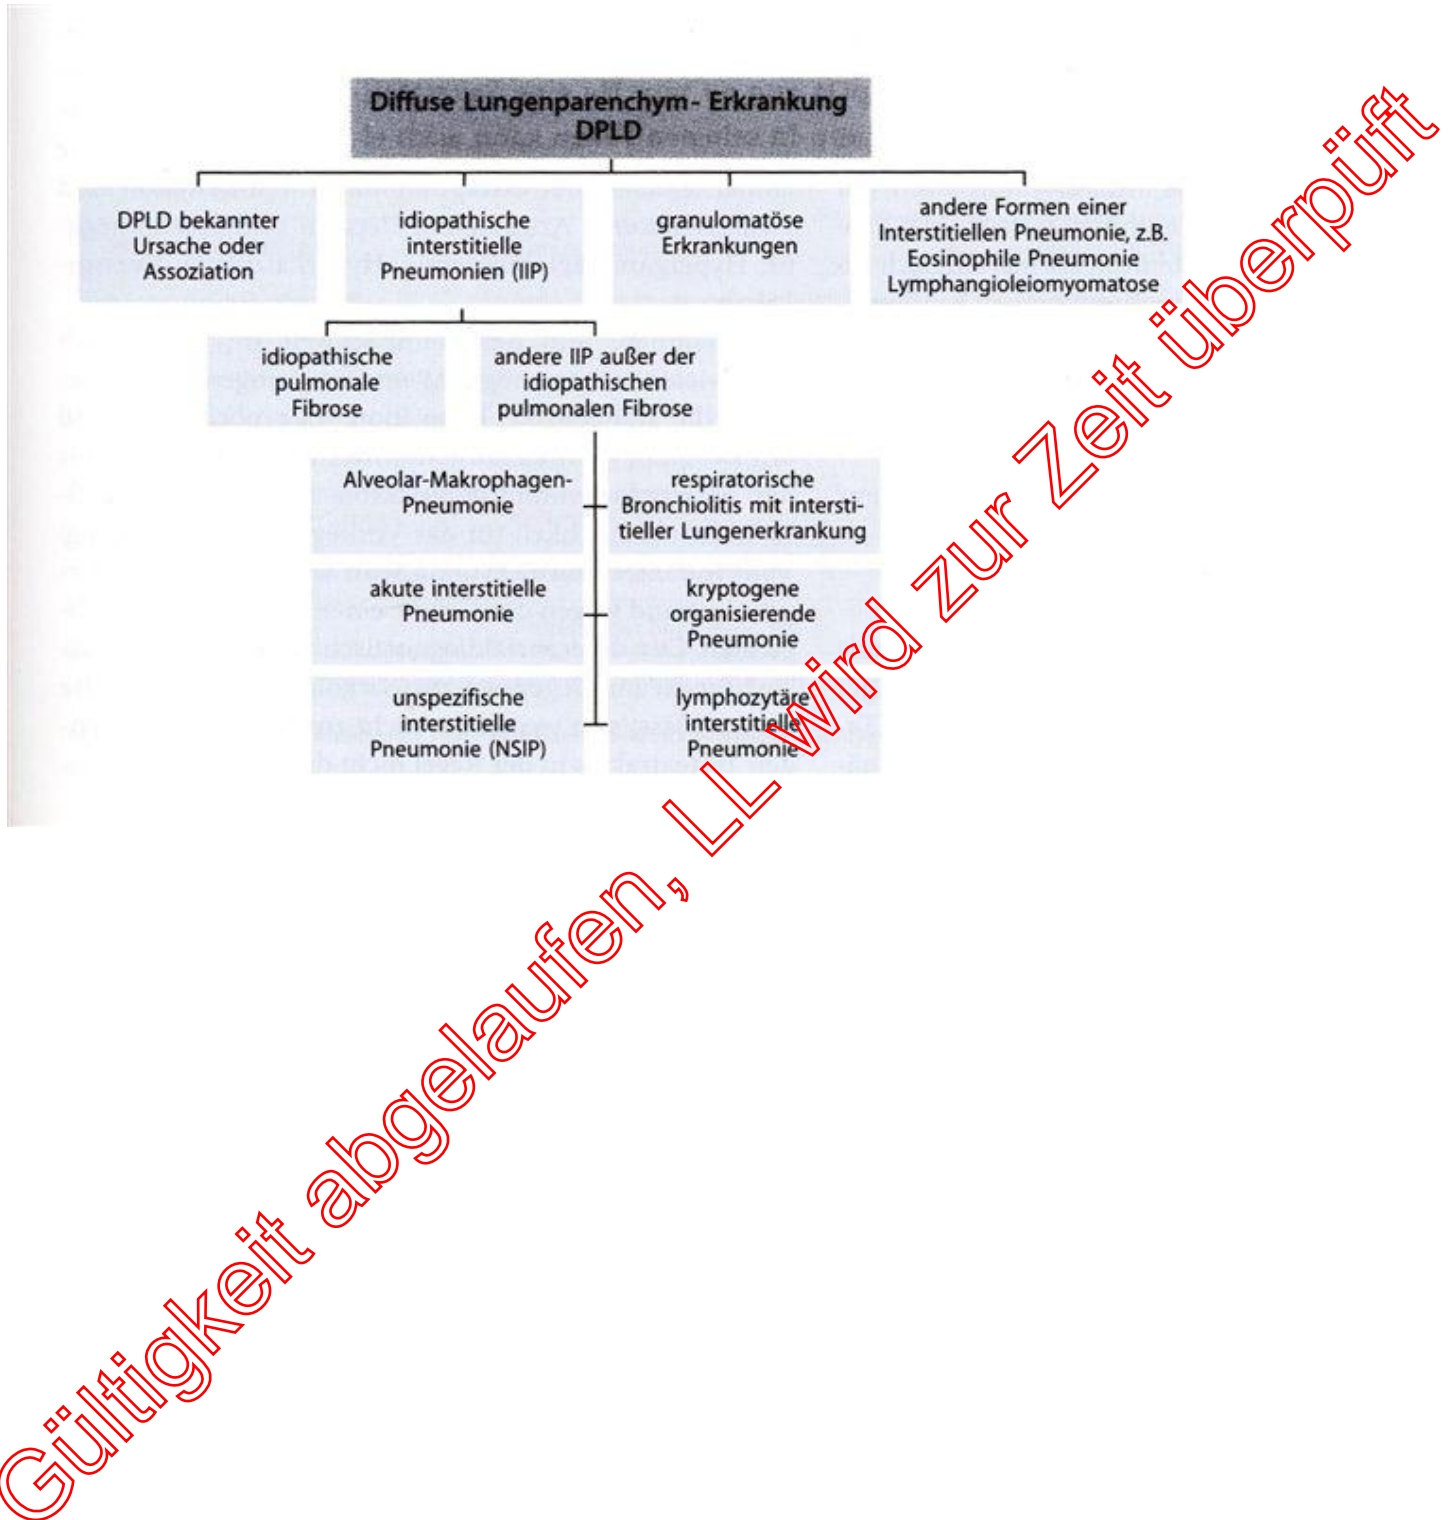 Diffuse Lungenparenchym- Erkrankung
DPLD
DPLD bekannter
Ursache oder
Assoziation
idiopathische
interstitielle
Pneumonien (IIP)
granulomatöse
Erkrankungen
andere Formen einer
Interstitiellen Pneumonie, z.B.
Eosinophile Pneumonie
Lymphangioleiomyomatose
idiopathische
pulmonale
Fibrose
andere IIP außer der
idiopathischen
pulmonalen Fibrose
Alveolar-Makrophagen-
Pneumonie
respiratorische
Bronchiolitis mit intersti-
tieller Lungenerkrankung
akute interstitielle
Pneumonie
kryptogene
organisierende
Pneumonie
unspezifische
interstitielle
Pneumonie (NSIP)
lymphozytäre
interstitielle
Pneumonie
Gültigkeit abgelaufen, LL wird zur Zeit überpüft